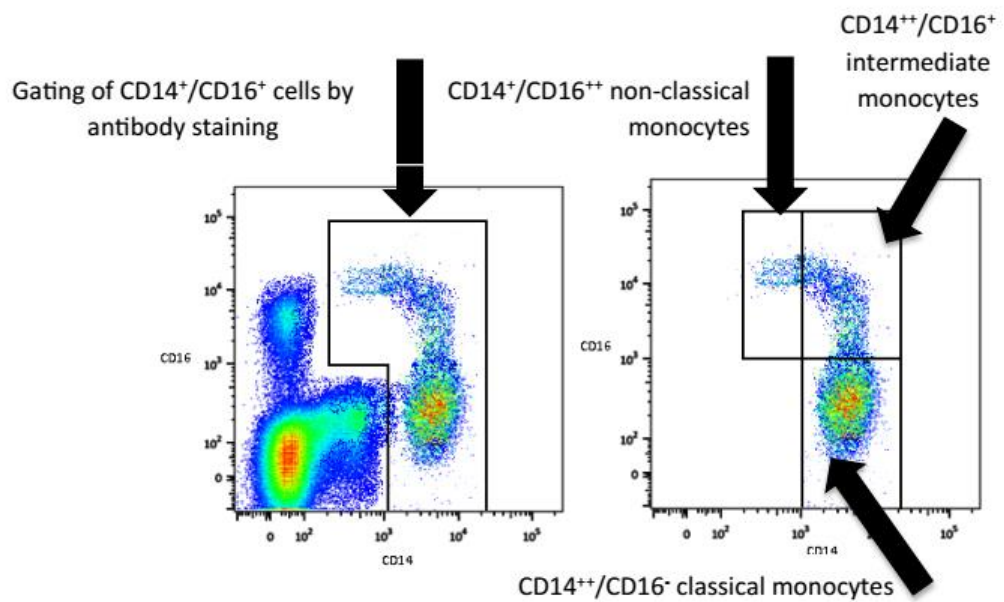 CD14⁺⁺/CD16⁺
intermediate
monocytes
Gating of CD14⁺/CD16⁺ cells by
antibody staining
CD14⁺/CD16⁺⁺ non-classical
monocytes
10⁵
10⁴
10³
10²
0
CD16
0 10² 10³ 10⁴ 10⁵
CD14
10⁵
10⁴
10³
10²
0
CD16
0 10² 10³ 10⁵
CD14
CD14⁺⁺/CD16⁻ classical monocytes